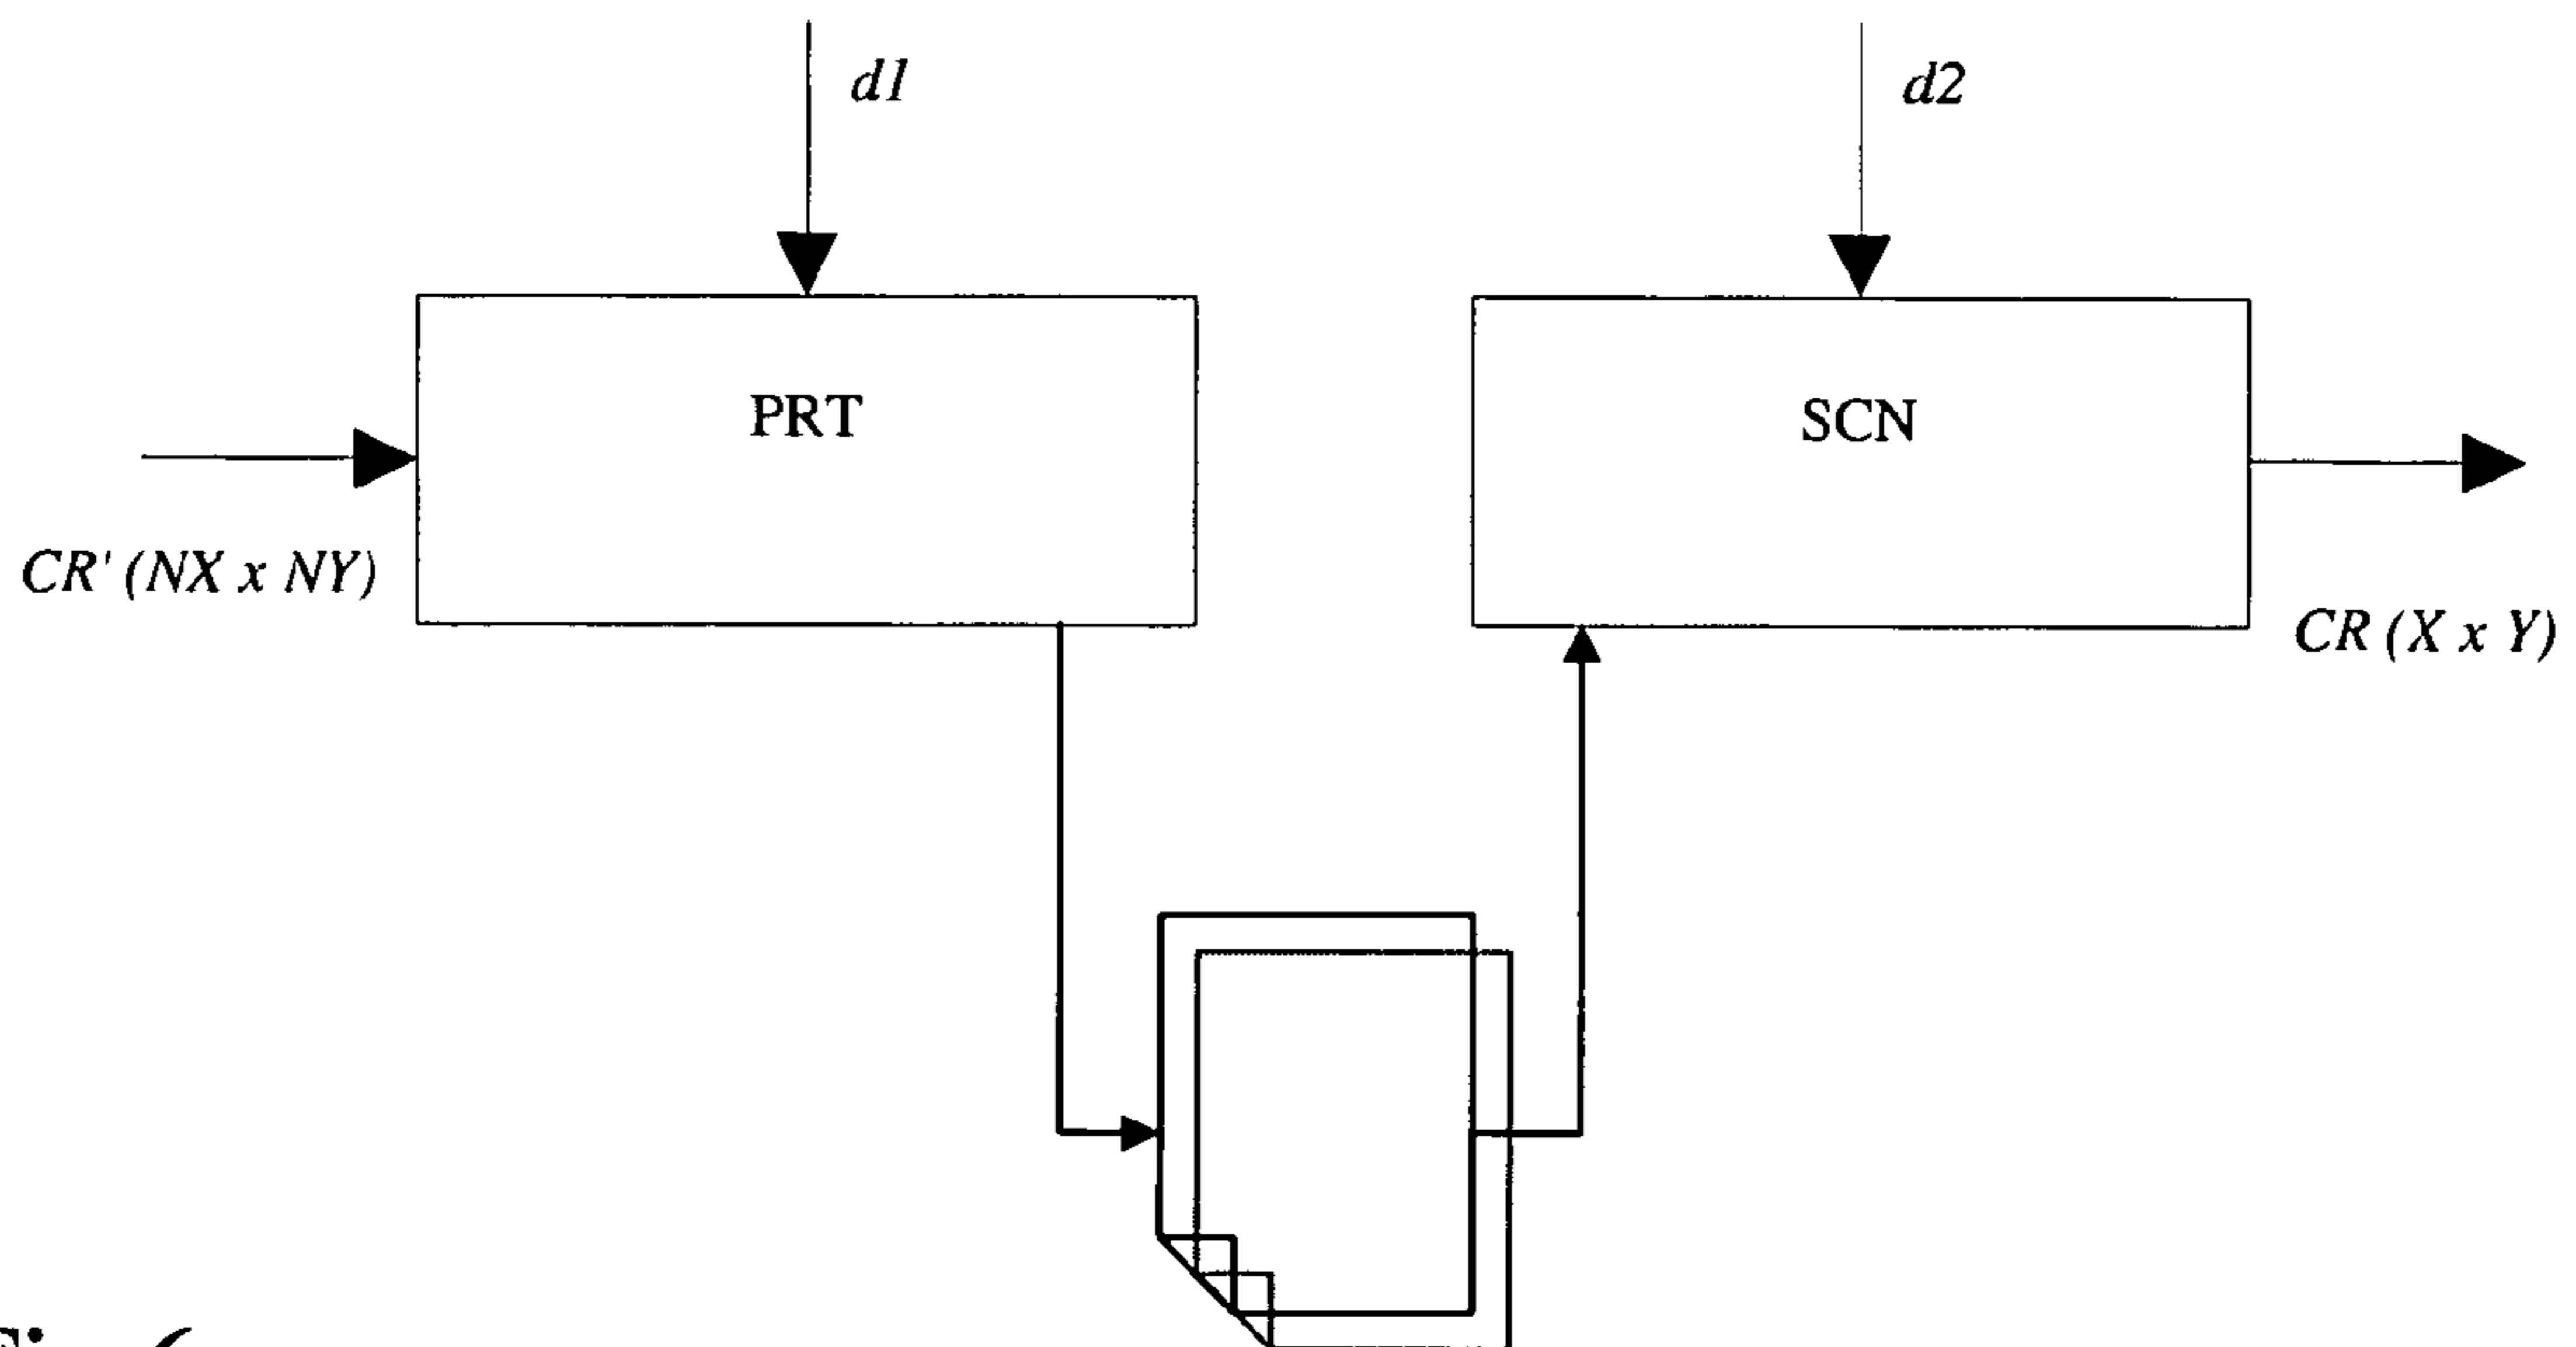 d1
d2
PRT
SCN
CR' (NX x NY)
CR (X x Y)